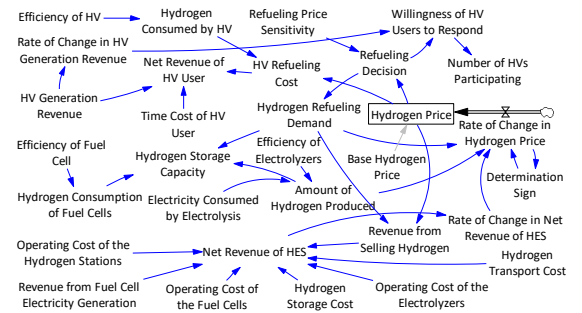 Efficiency of HV
Hydrogen
Consumed by HV
Refueling Price
Sensitivity
Willingness of HV
Users to Respond
Rate of Change in HV
Generation Revenue
Net Revenue of
HV User
HV Refueling
Cost
Refueling
Decision
Number of HVs
Participating
HV Generation
Revenue
Time Cost of HV
User
Hydrogen Refueling
Demand
Hydrogen Price
Rate of Change in
Hydrogen Price
Efficiency of Fuel
Cell
Hydrogen Storage
Capacity
Efficiency of
Electrolyzers
Base Hydrogen
Price
Determination
Sign
Hydrogen Consumption
of Fuel Cells
Electricity Consumed
by Electrolysis
Amount of
Hydrogen Produced
Revenue from
Selling Hydrogen
Rate of Change in Net
Revenue of HES
Operating Cost of the
Hydrogen Stations
Net Revenue of HES
Hydrogen
Transport Cost
Revenue from Fuel Cell
Electricity Generation
Operating Cost of
the Fuel Cells
Hydrogen
Storage Cost
Operating Cost of the
Electrolyzers